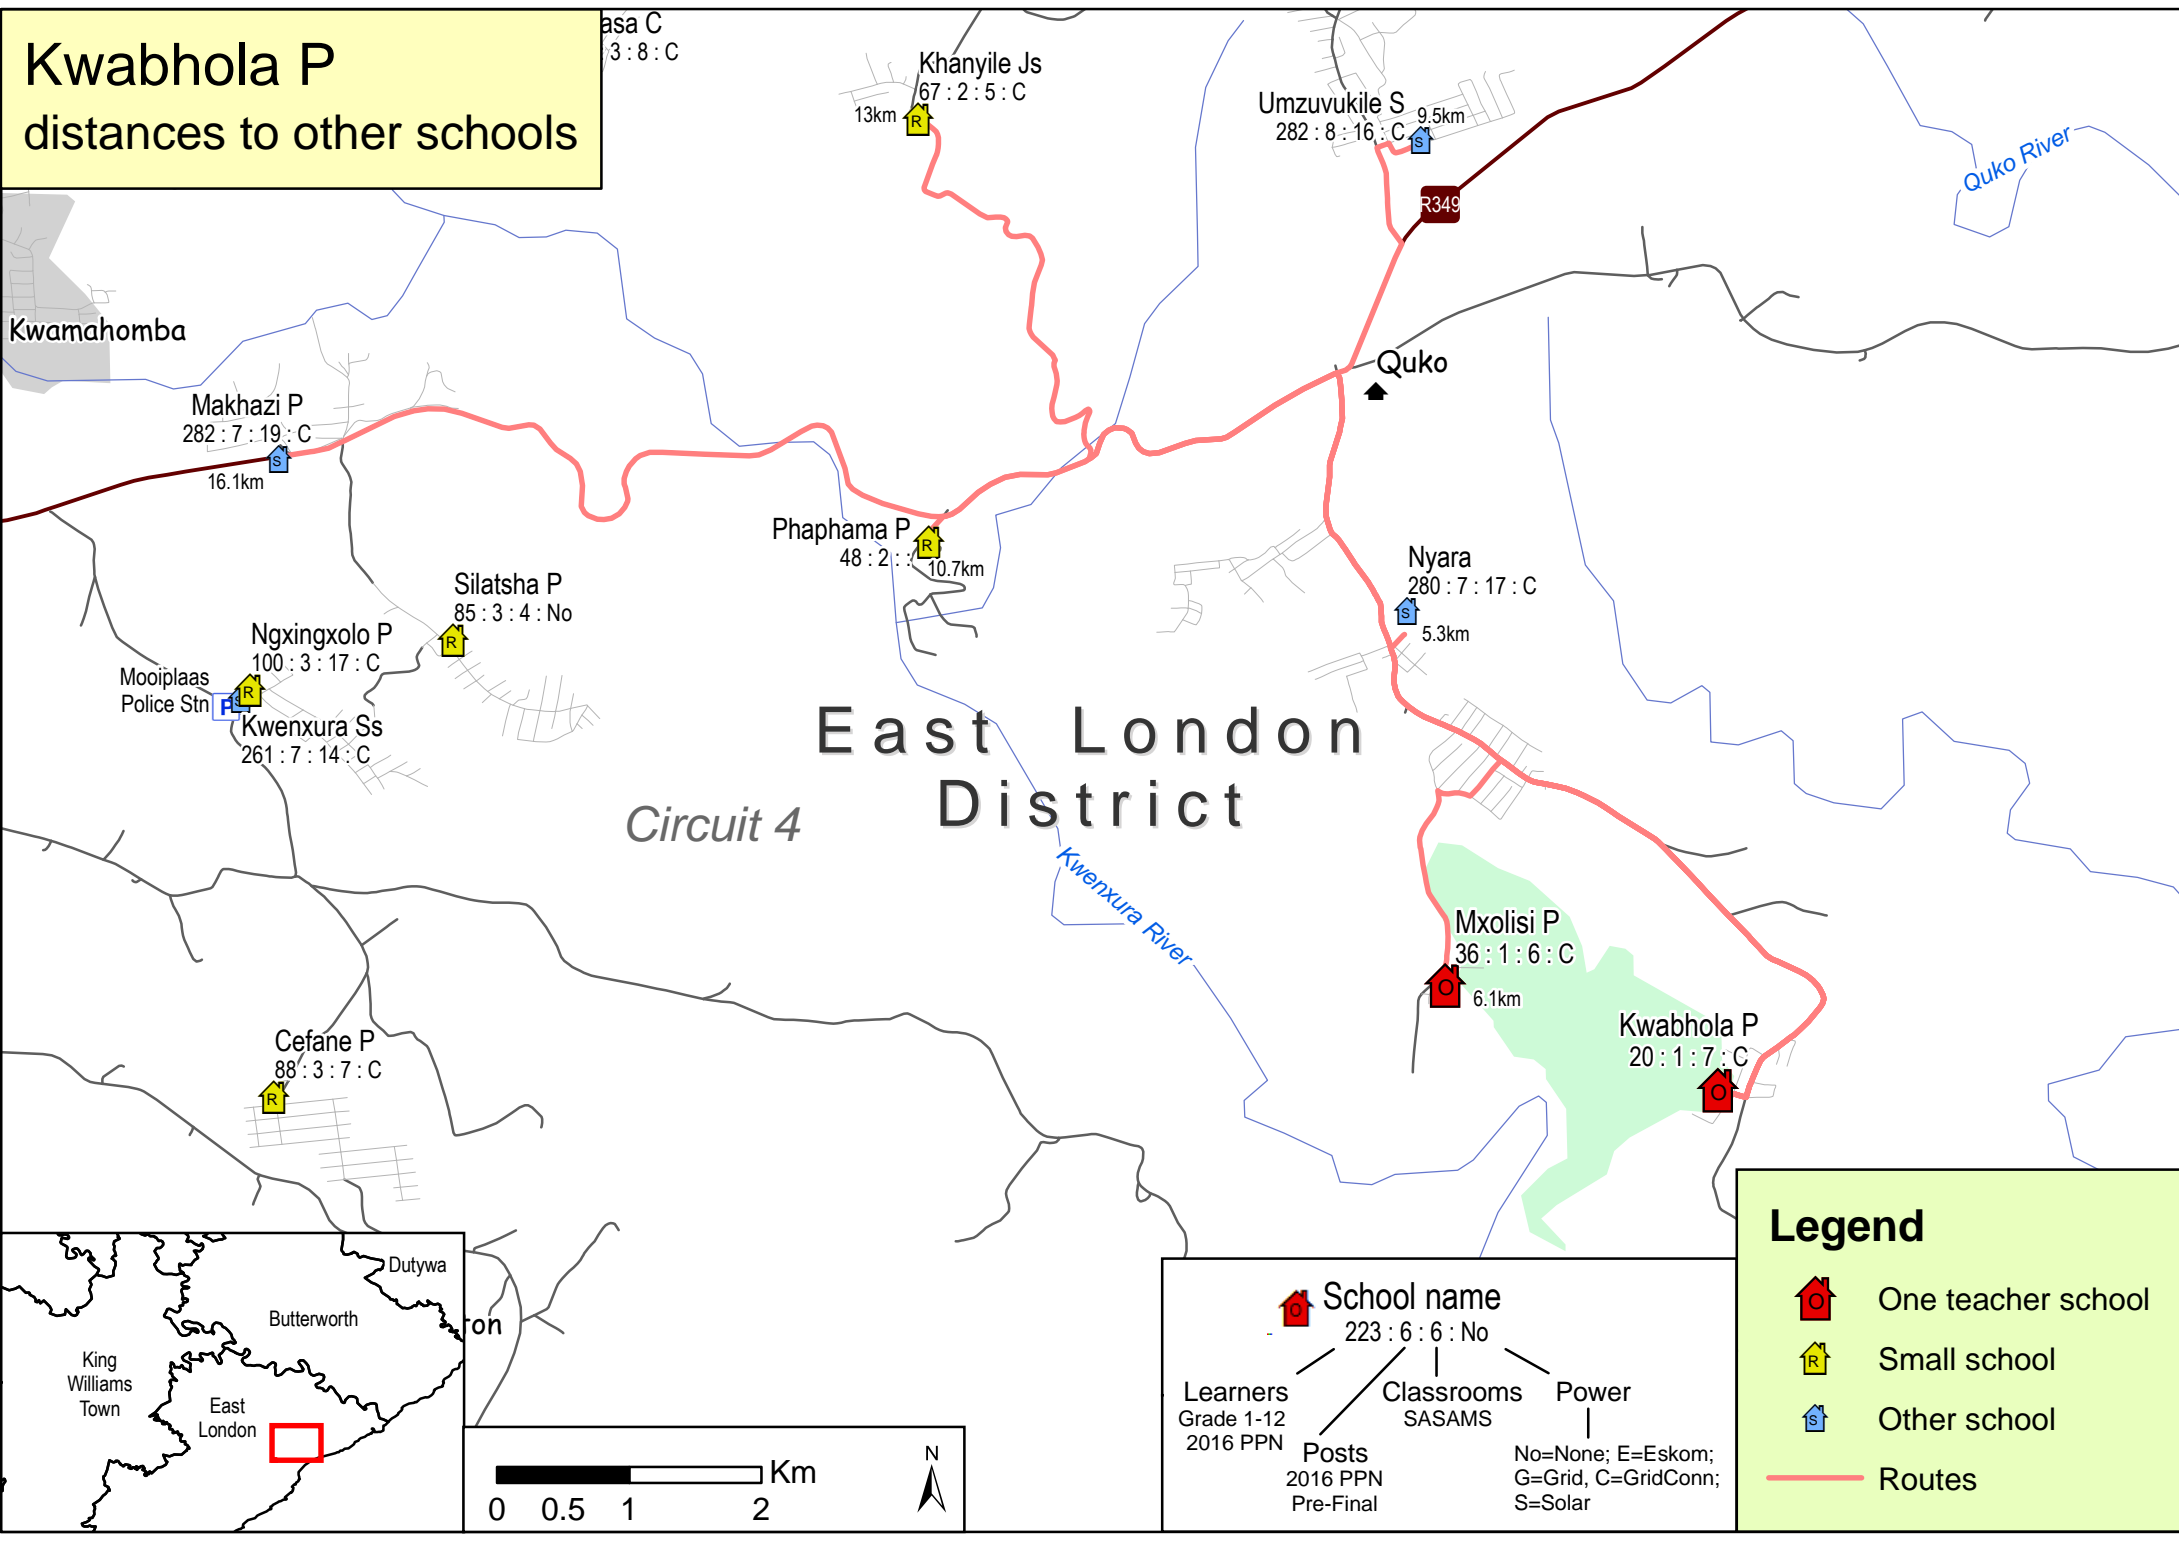 Kwabhola P
distances to other schools
asa C
3 : 8 : C
Khanyile Js
67 : 2 : 5 : C
13km
R
Umzuvukile S
282 : 8 : 16 : C
9.5km
S
R349
Quko River
Kwamahomba
Quko
Makhazi P
282 : 7 : 19 : C
S
16.1km
Phaphama P
48 : 2 : :
R
10.7km
Nyara
280 : 7 : 17 : C
S
5.3km
Silatsha P
85 : 3 : 4 : No
R
Ngxingxolo P
100 : 3 : 17 : C
R
Mooiplaas
Police Stn
P
S
Kwenxura Ss
261 : 7 : 14 : C
East London
District
Circuit 4
Kwenxura River
Mxolisi P
36 : 1 : 6 : C
O
6.1km
Kwabhola P
20 : 1 : 7 : C
O
Cefane P
88 : 3 : 7 : C
R
ron
Dutywa
Butterworth
King
Williams
Town
East
London
Km
0 0.5 1 2
N
O
School name
223 : 6 : 6 : No
Learners
Grade 1-12
2016 PPN
Posts
2016 PPN
Pre-Final
Classrooms
SASAMS
Power
No=None; E=Eskom;
G=Grid, C=GridConn;
S=Solar
Legend
O One teacher school
R Small school
S Other school
Routes